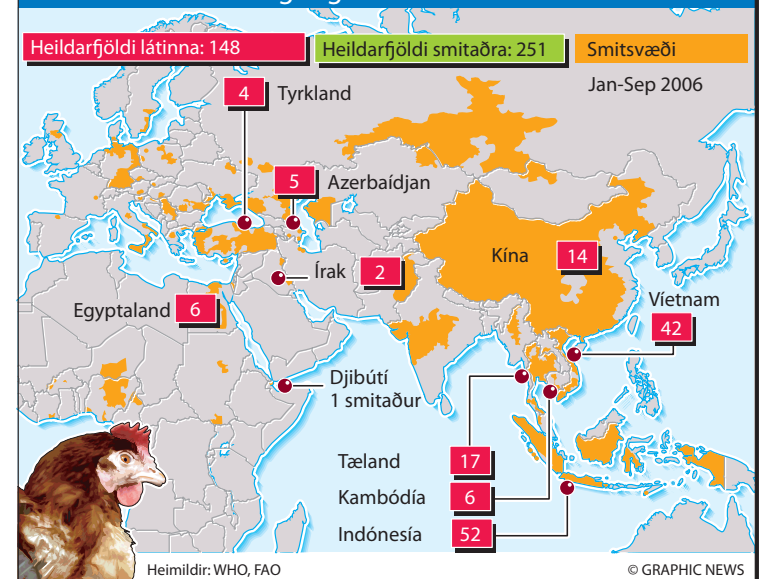 Heildarfjöldi látinna: 148
Heildarfjöldi smitaðra: 251
Smitsvæði
Jan-Sep 2006
4 Tyrkland
5 Azerbaídjan
Írak 2
Kína 14
Egyptaland 6
Víetnam
42
Djibútí
1 smitaður
Tæland 17
Kambódía 6
Indónesía 52
Heimildir: WHO, FAO
© GRAPHIC NEWS